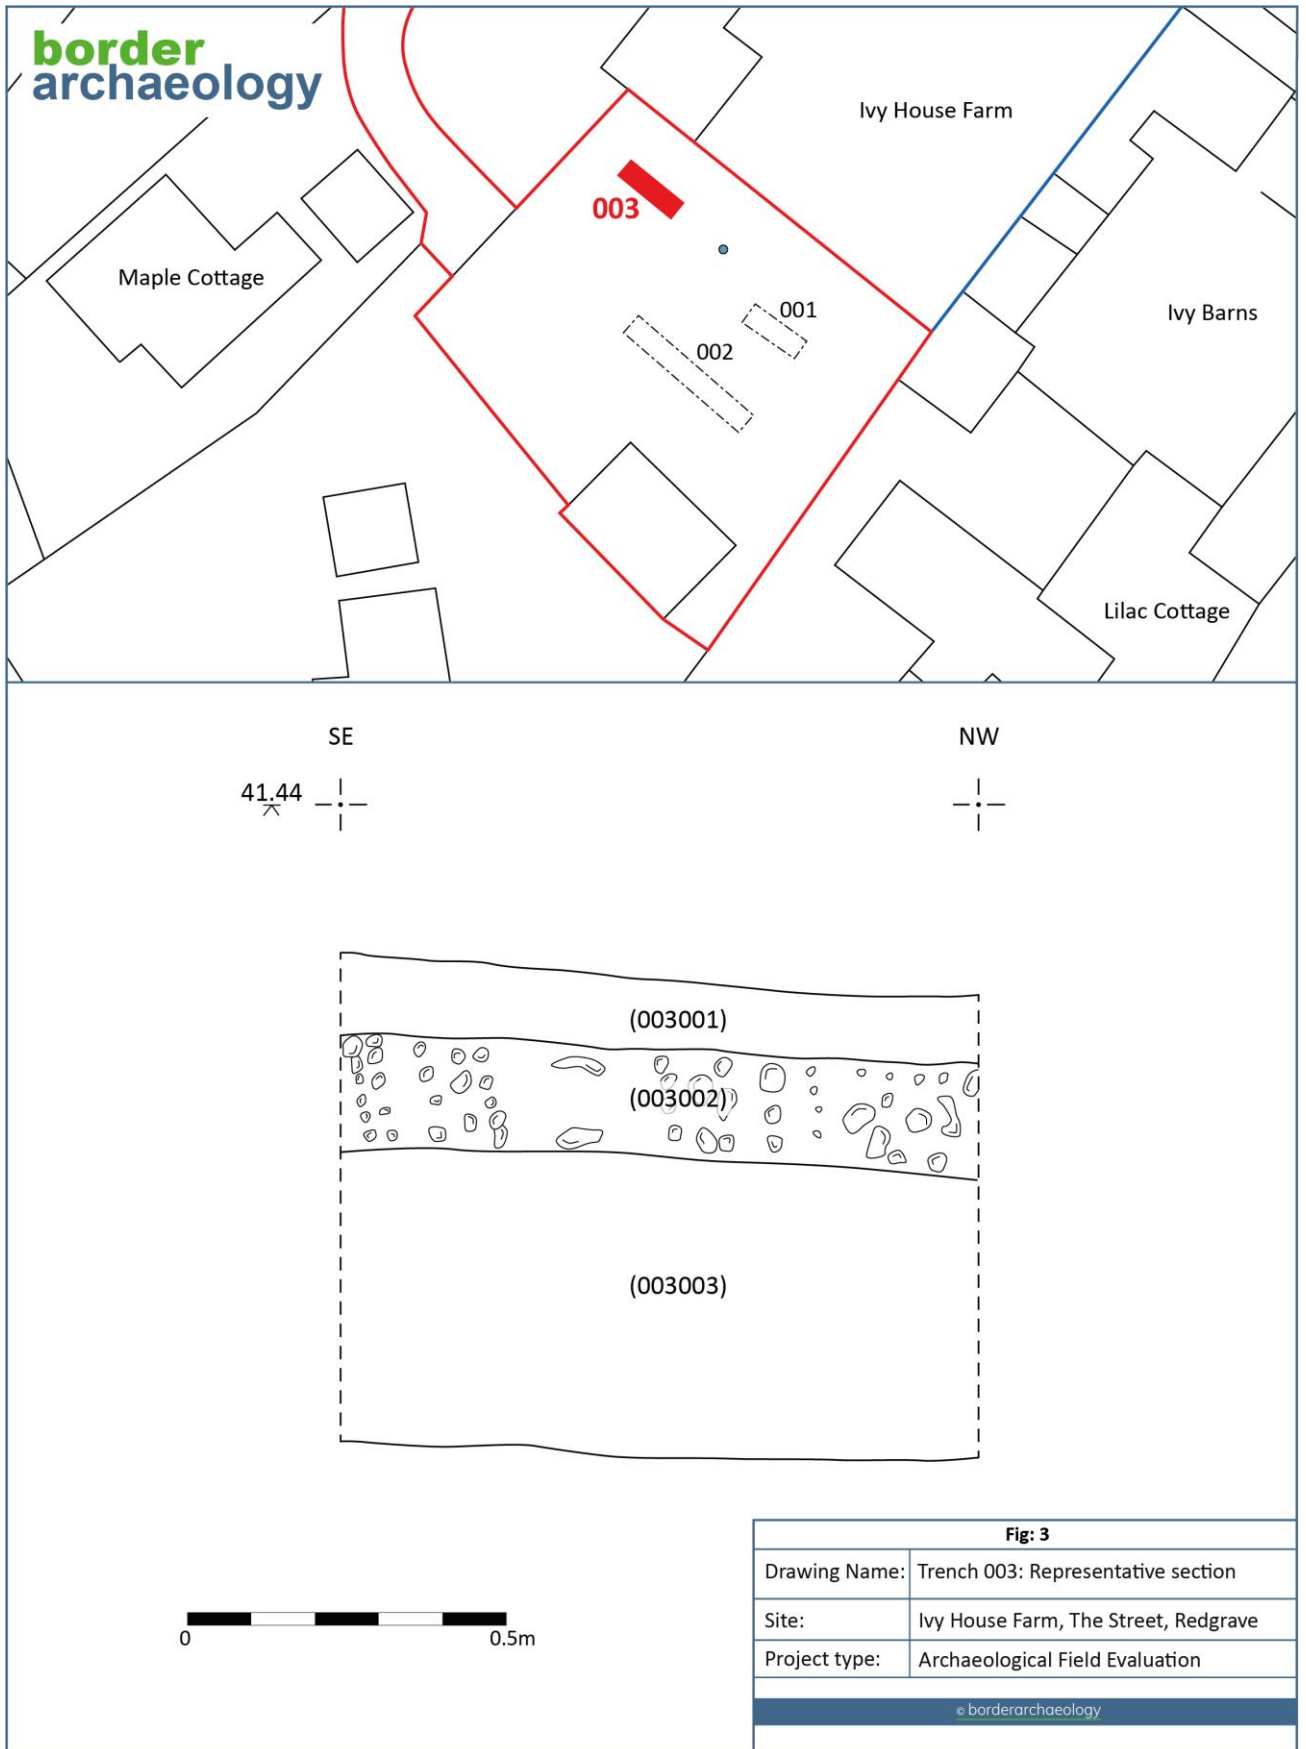 border
archaeology
Ivy House Farm
003
Maple Cottage
001
Ivy Barns
002
Lilac Cottage
SE
NW
41.44
(003001)
(003002)
(003003)
0
0.5m
Fig: 3
Drawing Name: Trench 003: Representative section
Site: Ivy House Farm, The Street, Redgrave
Project type: Archaeological Field Evaluation
© borderarchaeology